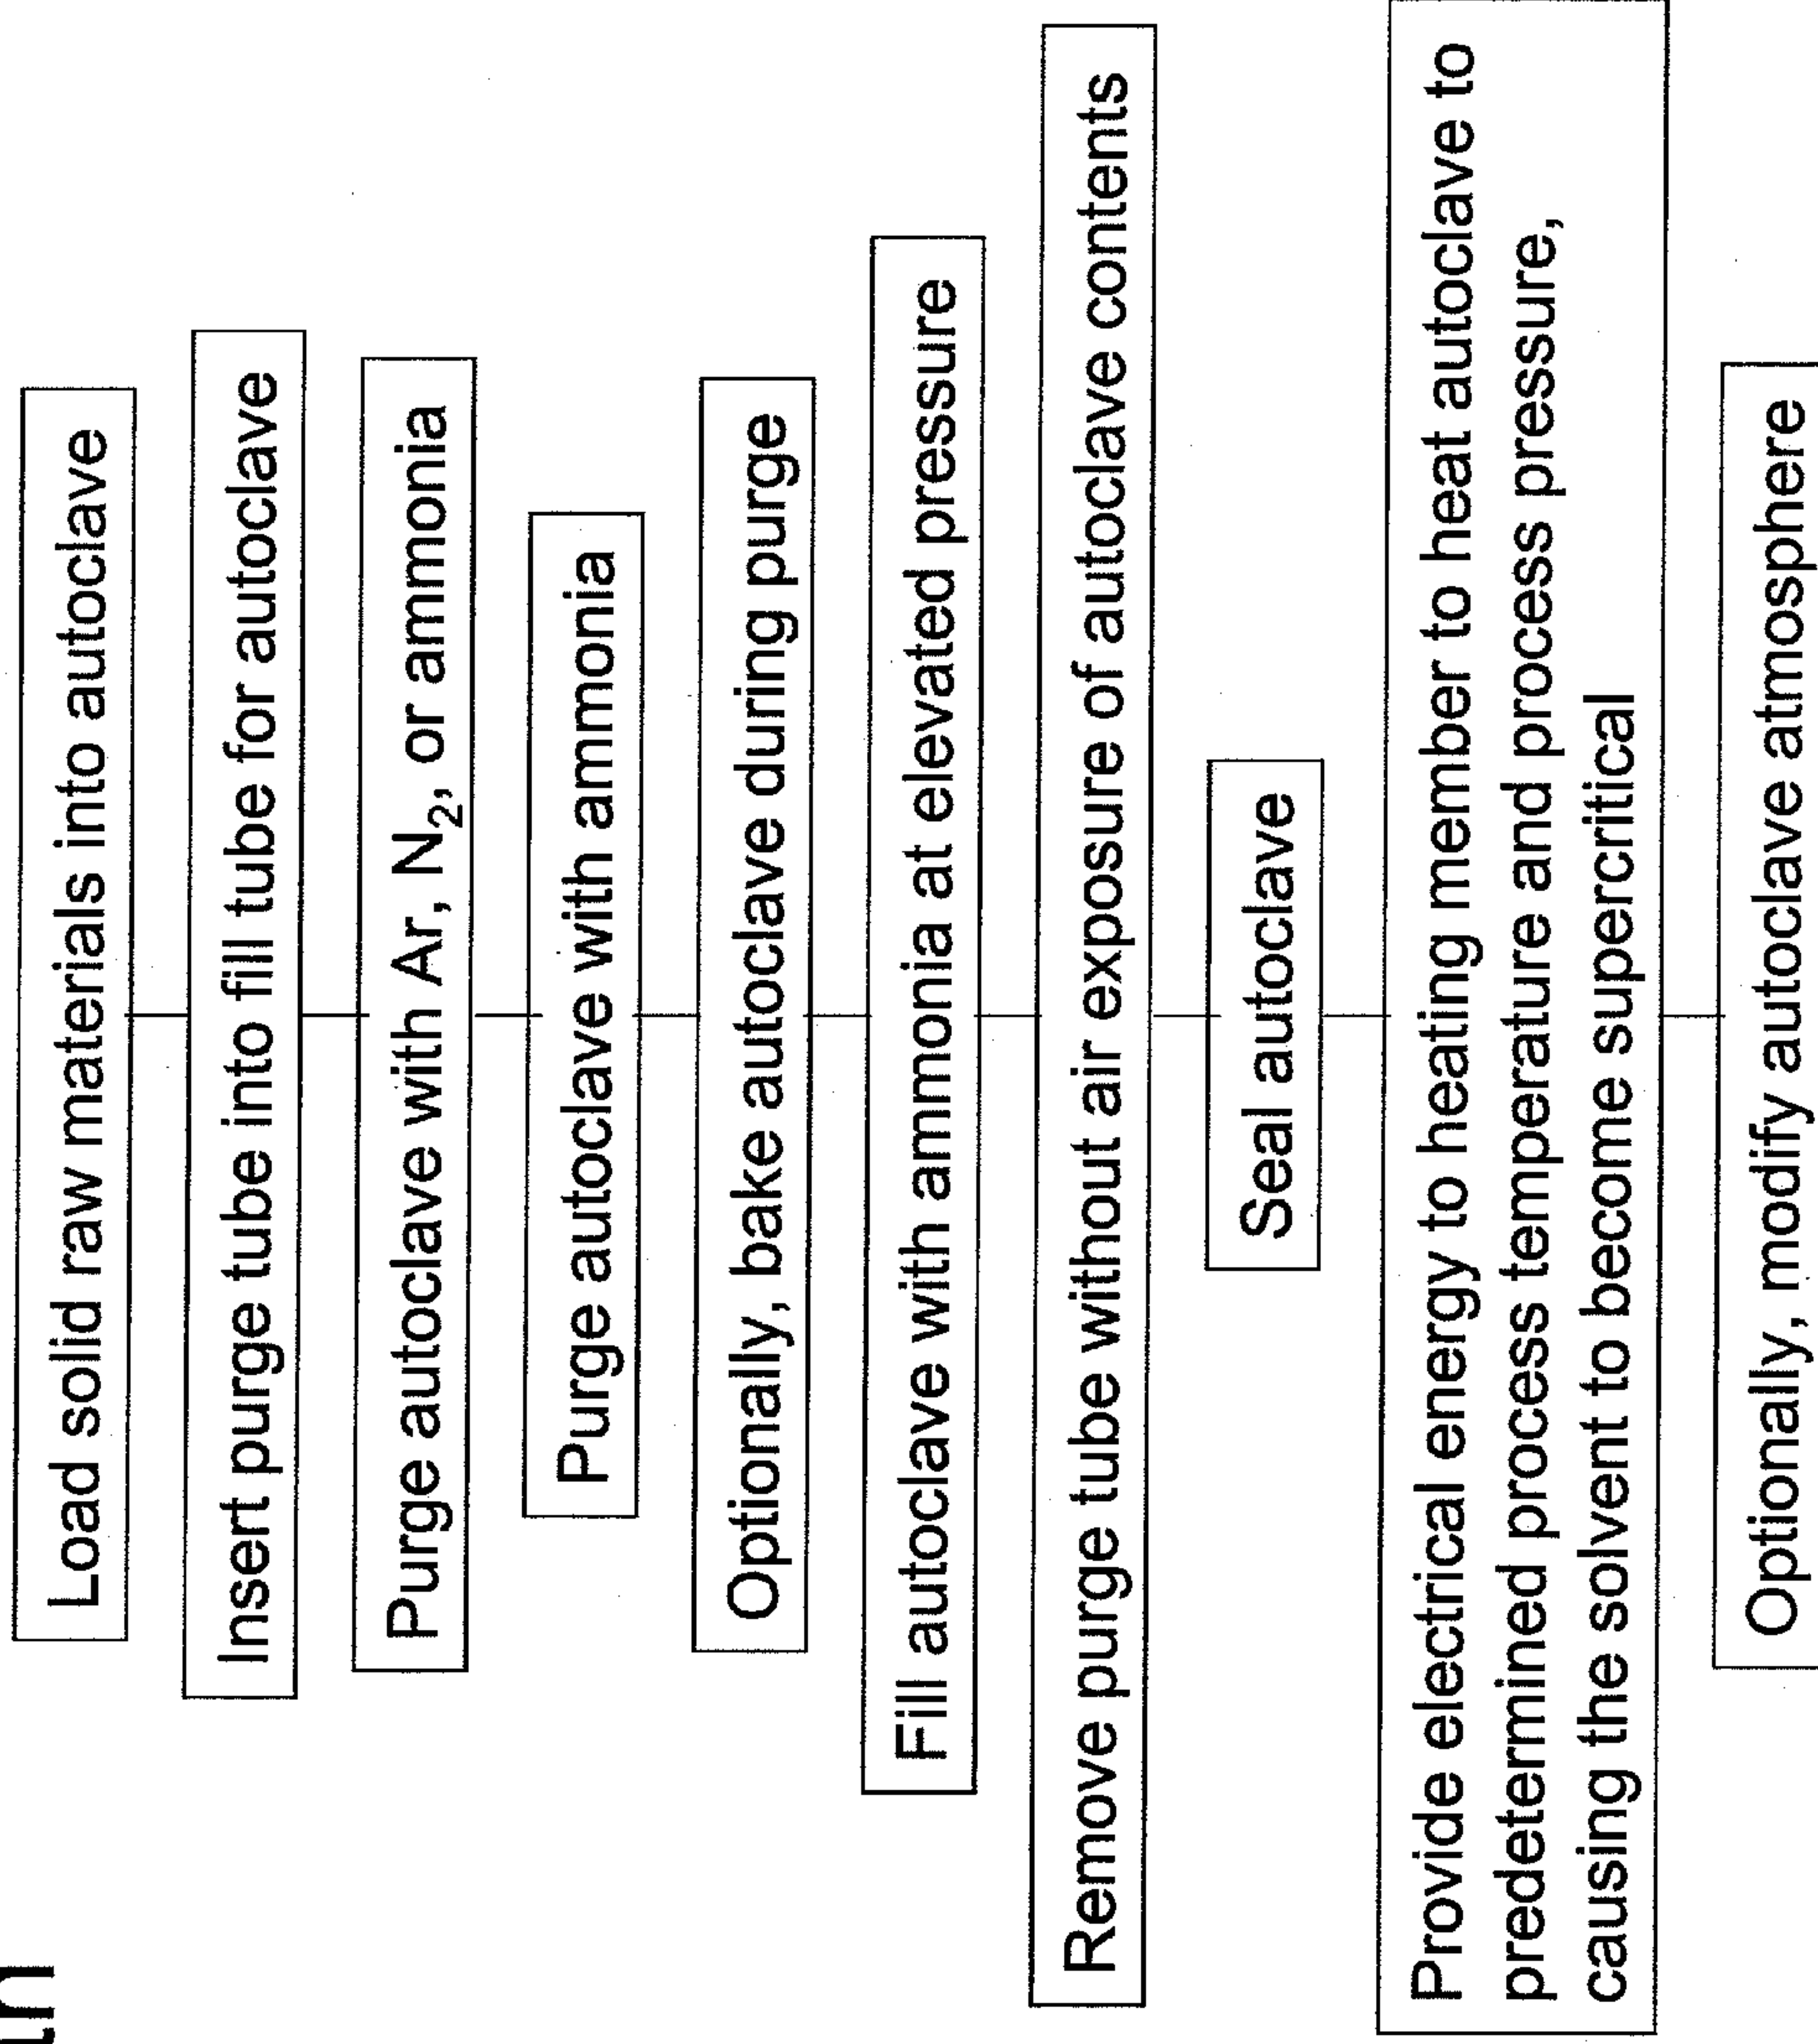 Load solid raw materials into autoclave
Insert purge tube into fill tube for autoclave
Purge autoclave with Ar, N₂, or ammonia
Purge autoclave with ammonia
Optionally, bake autoclave during purge
Fill autoclave with ammonia at elevated pressure
Remove purge tube without air exposure of autoclave contents
Seal autoclave
Provide electrical energy to heating member to heat autoclave to
predetermined process temperature and process pressure,
causing the solvent to become supercritical
Optionally, modify autoclave atmosphere